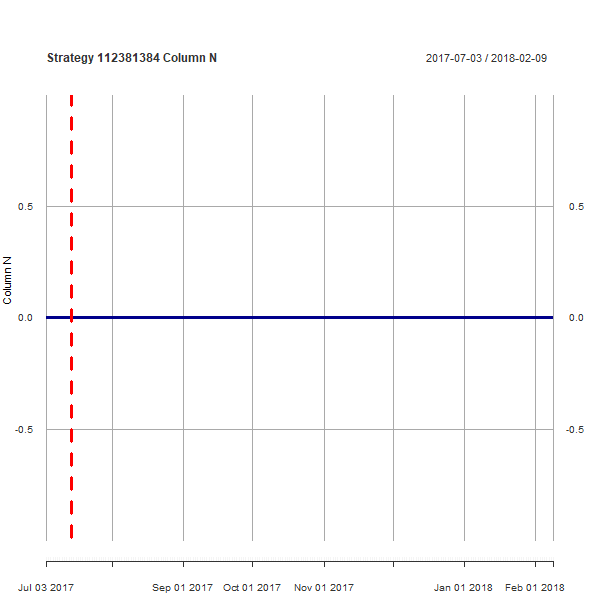 Strategy 112381384 Column N
2017-07-03 / 2018-02-09
Column N
0.5
0.5
0.0
0.0
-0.5
-0.5
Jul 03 2017
Sep 01 2017
Oct 01 2017
Nov 01 2017
Jan 01 2018
Feb 01 2018